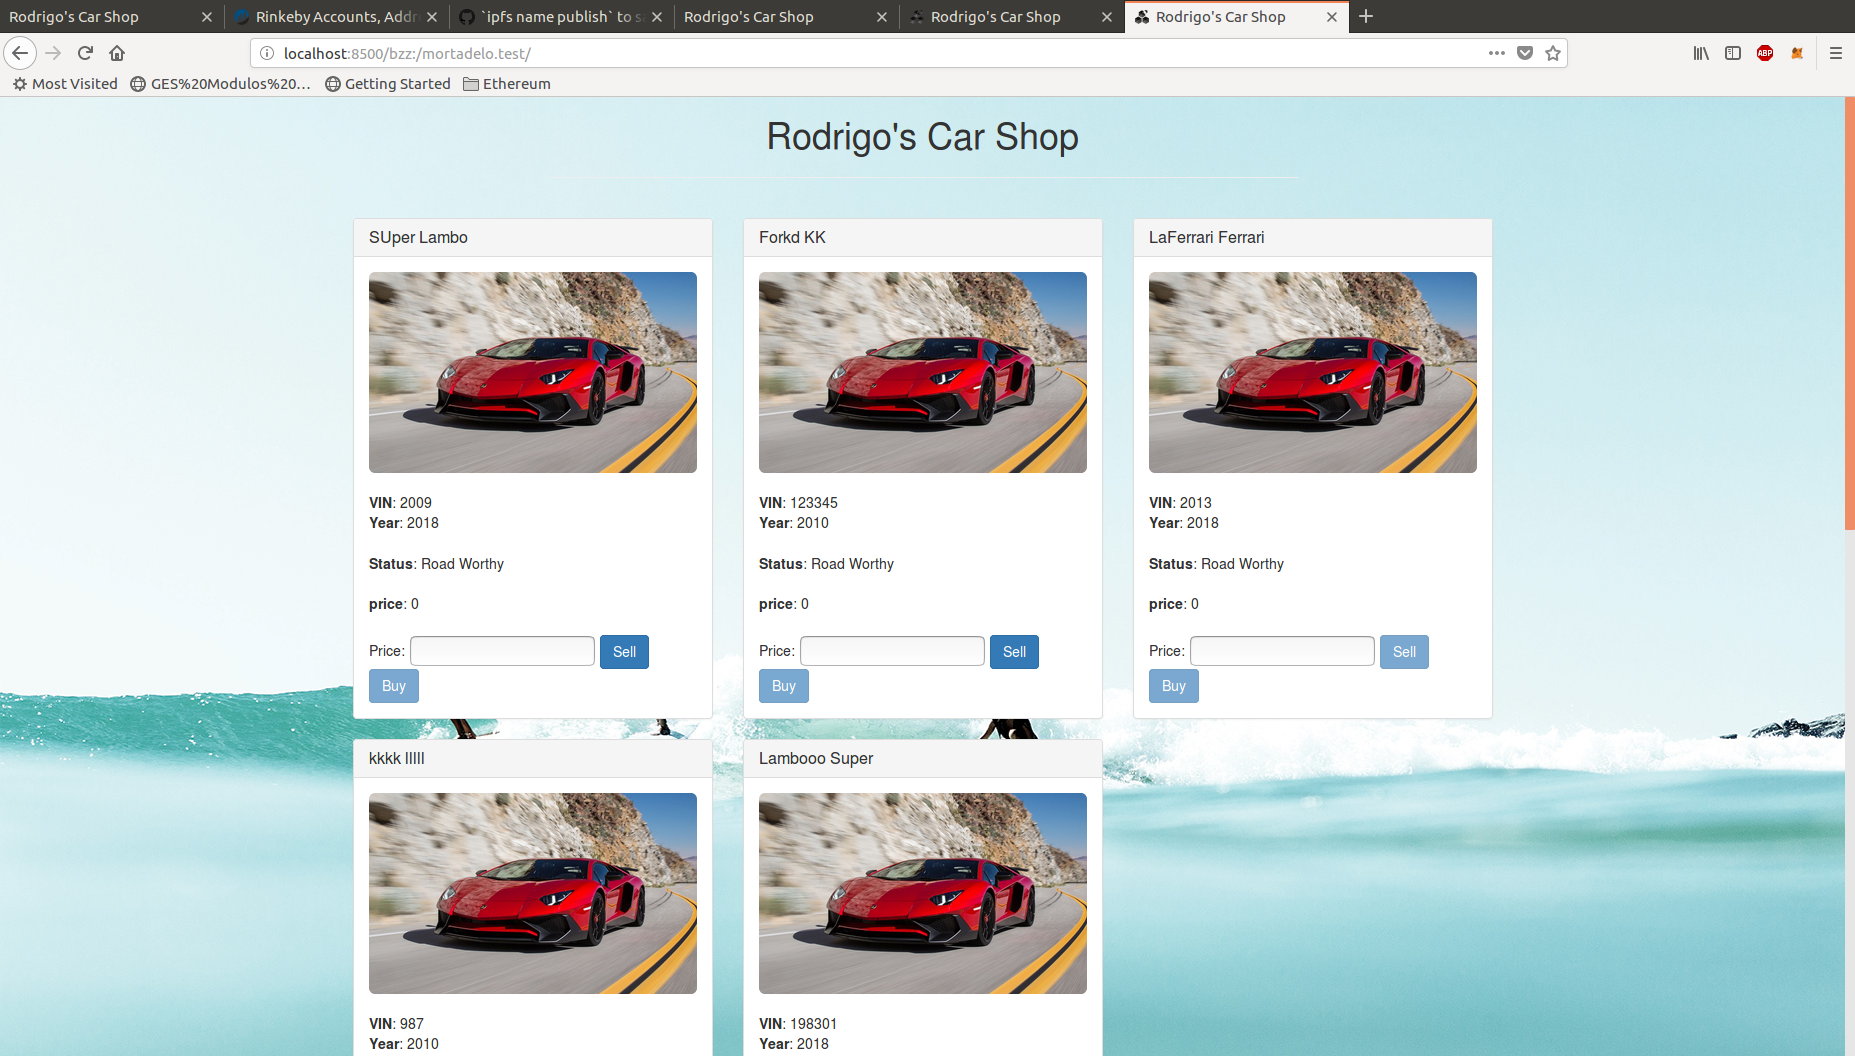 Rodrigo's Car Shop
Rinkeby Accounts, Addr
`ipfs name publish` to s
Rodrigo's Car Shop
Rodrigo's Car Shop
Rodrigo's Car Shop
localhost:8500/bzz:/mortadelo.test/
ABP
Most Visited
GES%20Modulos%20...
Getting Started
Ethereum
Rodrigo's Car Shop
SUper Lambo
VIN: 2009
Year: 2018
Status: Road Worthy
price: 0
Price:
Sell
Buy
Forkd KK
VIN: 123345
Year: 2010
Status: Road Worthy
price: 0
Price:
Sell
Buy
LaFerrari Ferrari
VIN: 2013
Year: 2018
Status: Road Worthy
price: 0
Price:
Sell
Buy
kkkk lllll
VIN: 987
Year: 2010
Lambooo Super
VIN: 198301
Year: 2018